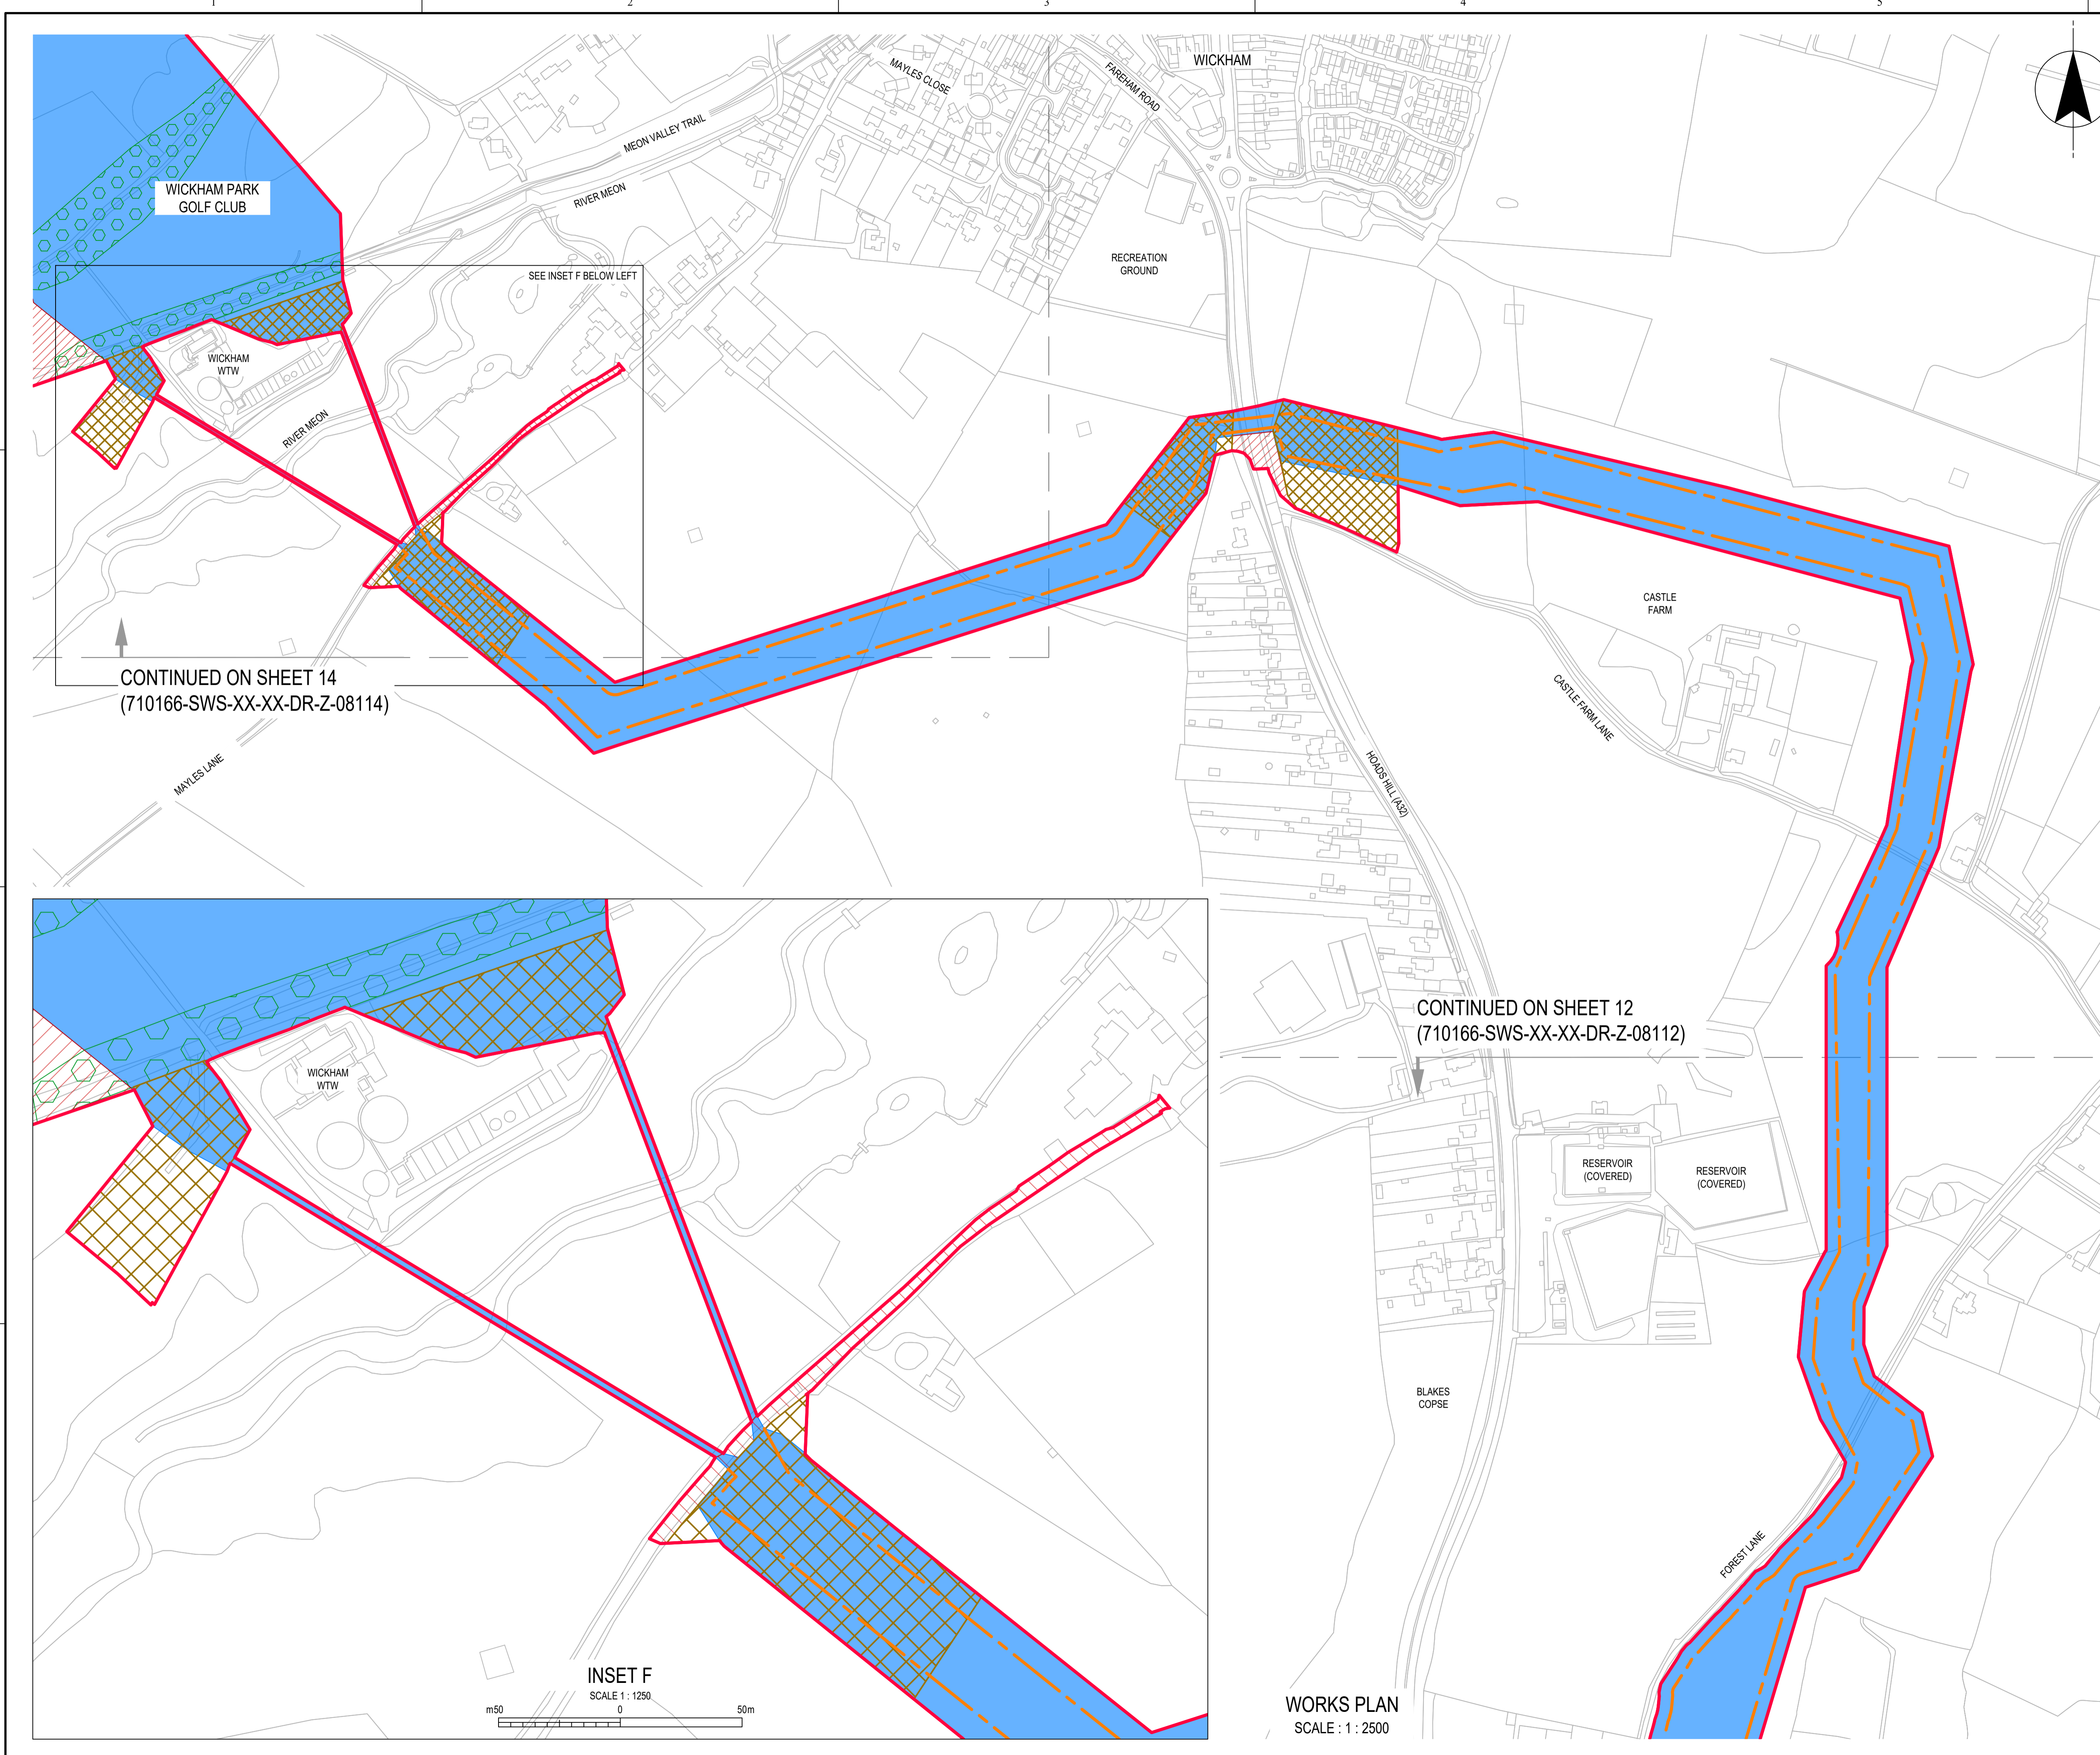 1
2
3
4
5
WICKHAM
MAYLES CLOSE
FAREHAM ROAD
MEON VALLEY TRAIL
RIVER MEON
WICKHAM PARK
GOLF CLUB
RECREATION
GROUND
SEE INSET F BELOW LEFT
WICKHAM
WTW
RIVER MEON
CASTLE
FARM
CONTINUED ON SHEET 14
(710166-SWS-XX-XX-DR-Z-08114)
CASTLE FARM LANE
MAYLES LANE
HOADS HILL (A32)
CONTINUED ON SHEET 12
(710166-SWS-XX-XX-DR-Z-08112)
WICKHAM
WTW
RESERVOIR
(COVERED)
RESERVOIR
(COVERED)
BLAKES
COPSE
FOREST LANE
INSET F
SCALE 1 : 1250
m50 0 50m
WORKS PLAN
SCALE : 1 : 2500